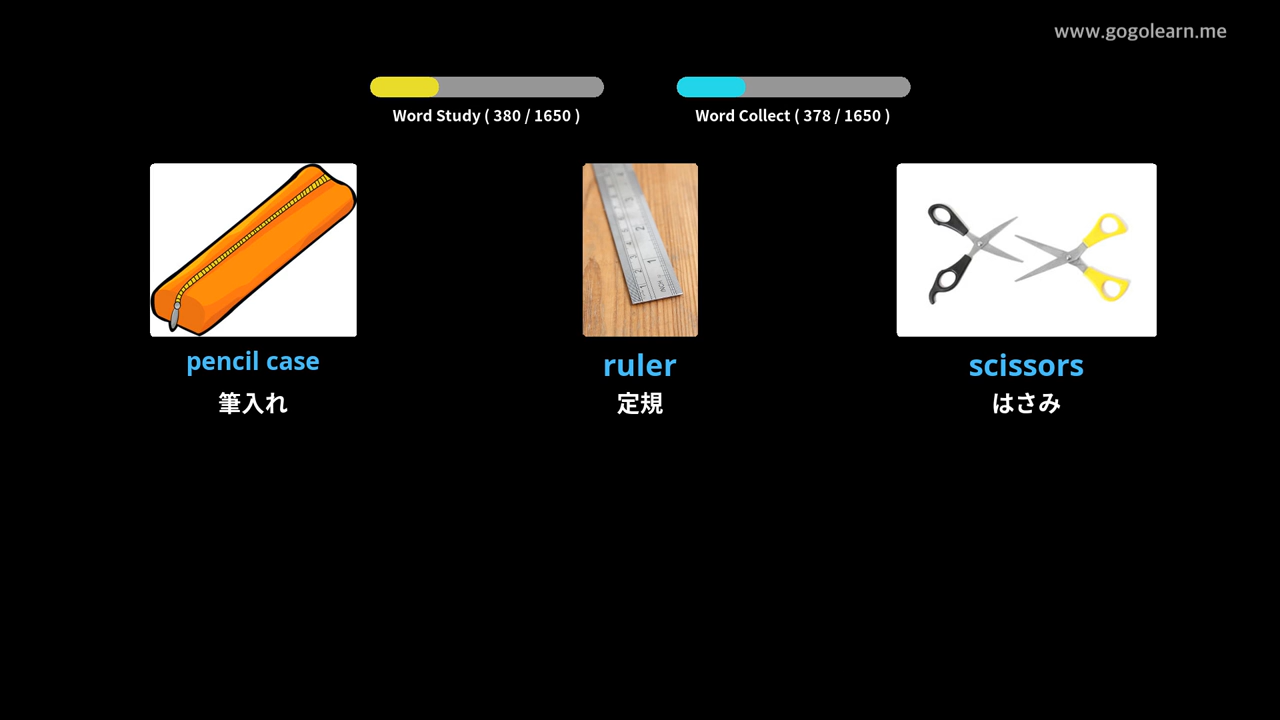 www.gogolearn.me
Word Study ( 380 / 1650 )
Word Collect ( 378 / 1650 )
pencil case
筆入れ
ruler
定規
scissors
はさみ